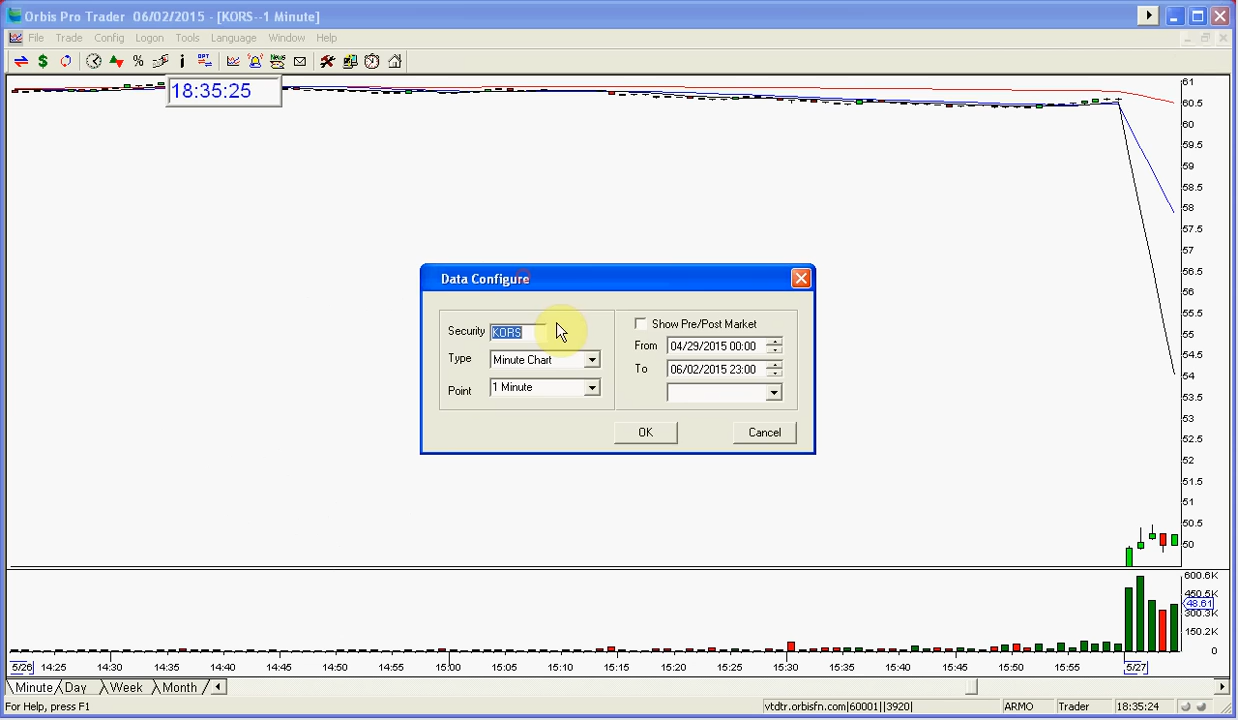 Orbis Pro Trader 06/02/2015 - [KORS--1 Minute]
File Trade Config Logon Tools Language Window Help
18:35:25
61
60.5
60
59.5
59
58.5
58
57.5
57
56.5
56
55.5
55
54.5
54
53.5
53
52.5
52
51.5
51
50.5
50
Data Configure
Security KORS
Type Minute Chart
Point 1 Minute
Show Pre/Post Market
From 04/29/2015 00:00
To 06/02/2015 23:00
OK Cancel
600.6K
450.5K
48.61
300.3K
150.2K
0
5/26 14:25 14:30 14:35 14:40 14:45 14:50 14:55 15:00 15:05 15:10 15:15 15:20 15:25 15:30 15:35 15:40 15:45 15:50 15:55 5/27
Minute Day Week Month
For Help, press F1 vtdtr.orbisfn.com|60001||3920| ARMO Trader 18:35:24